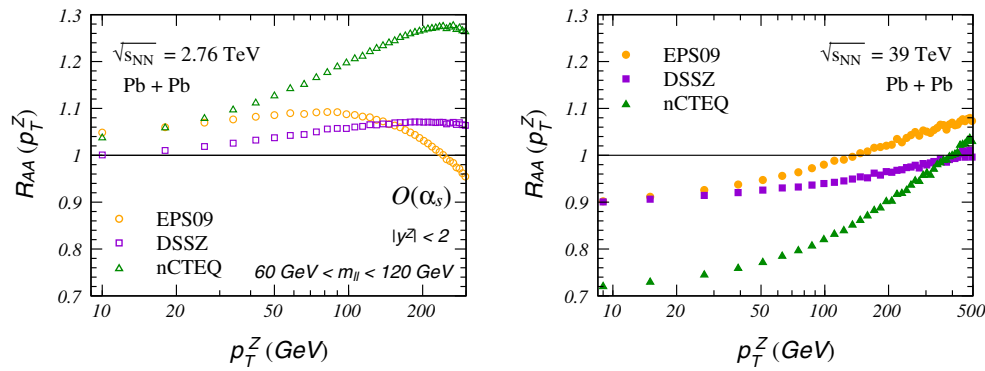 1.3
1.2
1.1
1
0.9
0.8
0.7
R_AA (p_T^Z)
√s_NN = 2.76 TeV
Pb + Pb
EPS09
DSSZ
nCTEQ
O(α_s)
|y^Z| < 2
60 GeV < m_ll < 120 GeV
10 20 100 200
p_T^Z (GeV)
1.3
1.2
1.1
1
0.9
0.8
0.7
R_AA (p_T^Z)
√s_NN = 39 TeV
Pb + Pb
EPS09
DSSZ
nCTEQ
10 20 50 100 200 500
p_T^Z (GeV)